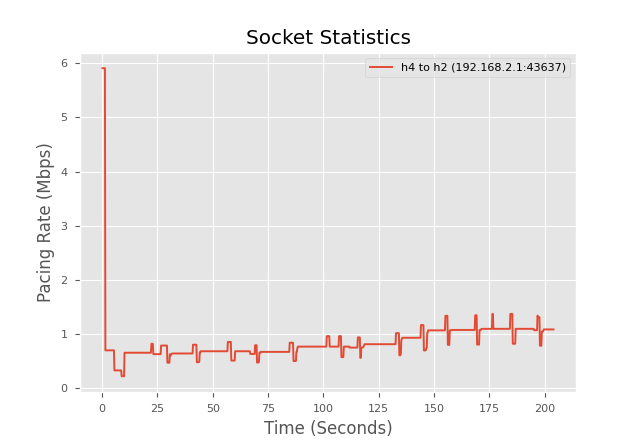 Socket Statistics
h4 to h2 (192.168.2.1:43637)
Pacing Rate (Mbps)
6
5
4
3
2
1
0
0 25 50 75 100 125 150 175 200
Time (Seconds)